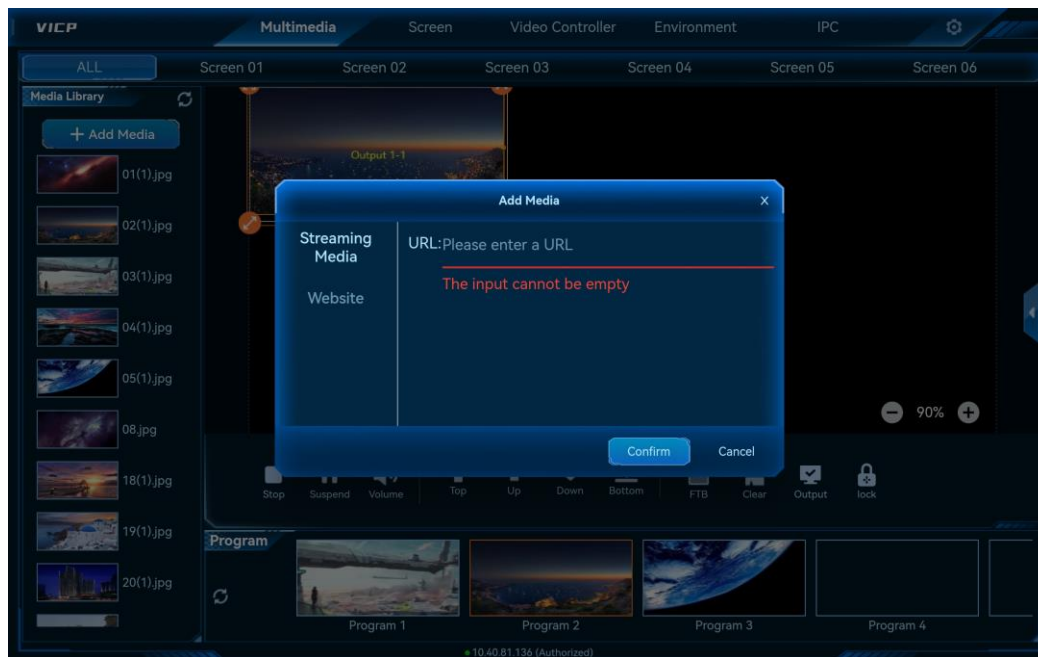 VICP
Multimedia
Screen
Video Controller
Environment
IPC
ALL
Screen 01
Screen 02
Screen 03
Screen 04
Screen 05
Screen 06
Media Library
+ Add Media
01(1).jpg
02(1).jpg
03(1).jpg
04(1).jpg
05(1).jpg
08.jpg
18(1).jpg
19(1).jpg
20(1).jpg
Output 1-1
Add Media
X
Streaming
Media
Website
URL:Please enter a URL
The input cannot be empty
Confirm
Cancel
90%
Stop
Suspend
Volume
Top
Up
Down
Bottom
FTB
Clear
Output
lock
Program
Program 1
Program 2
Program 3
Program 4
10.40.81.136 (Authorized)